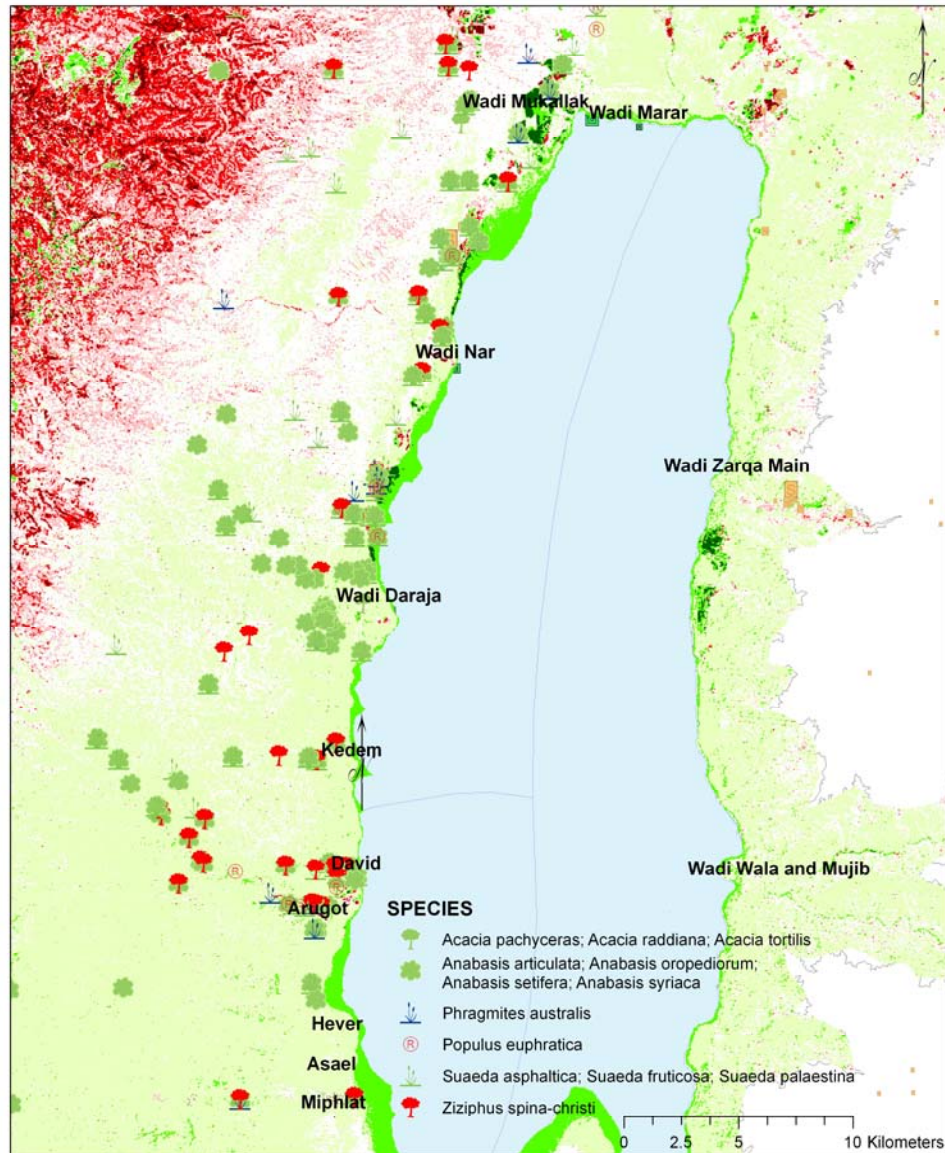 Wadi Mukallak
Wadi Marar
Wadi Nar
Wadi Zarqa Main
Wadi Daraja
Kedem
David
Wadi Wala and Mujib
Arugot
SPECIES
Acacia pachyceras; Acacia raddiana; Acacia tortilis
Anabasis articulata; Anabasis oropediorum;
Anabasis setifera; Anabasis syriaca
Phragmites australis
R Populus euphratica
Suaeda asphaltica; Suaeda fruticosa; Suaeda palaestina
Ziziphus spina-christi
Hever
Asael
Miphlat
0 2.5 5 10 Kilometers